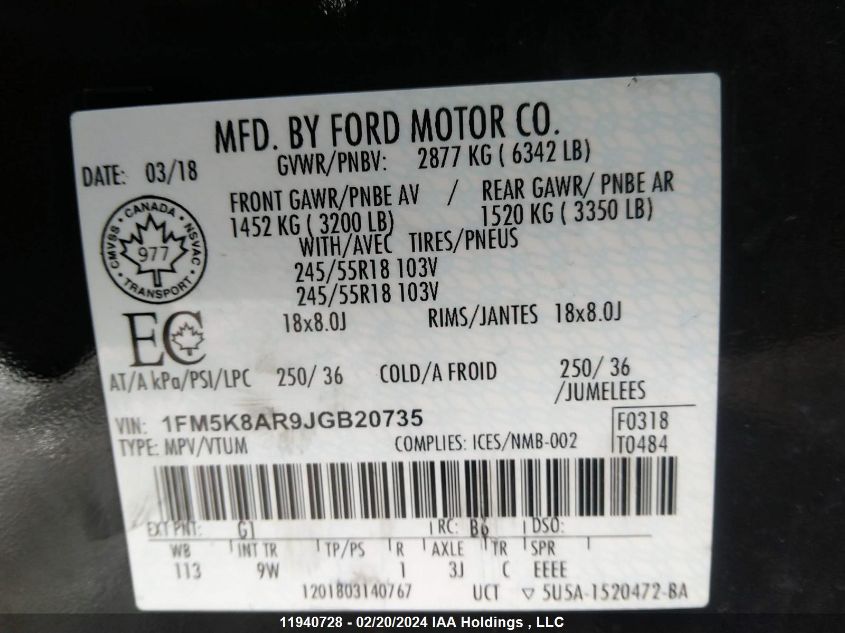 MFD. BY FORD MOTOR CO.
DATE: 03/18
GVWR/PNBV: 2877 KG ( 6342 LB)
FRONT GAWR/PNBE AV / REAR GAWR/ PNBE AR
1452 KG ( 3200 LB) 1520 KG ( 3350 LB)
WITH/AVEC TIRES/PNEUS
245/55R18 103V
245/55R18 103V
18x8.0J RIMS/JANTES 18x8.0J
CANADA
CMVSS NSVAC
977
TRANSPORT
EC
AT/A kPa/PSI/LPC 250/ 36 COLD/A FROID 250/ 36
/JUMELEES
VIN: 1FM5K8AR9JGB20735 F0318
TYPE: MPV/VTUM COMPLIES: ICES/NMB-002 T0484
EXT PNT: G1 RC: B6 DSO:
WB INT TR TP/PS R AXLE TR SPR
113 9W 1 3J C EEEE
1201803140767 UCT ▽ 5U5A-1520472-BA
11940728 - 02/20/2024 IAA Holdings , LLC